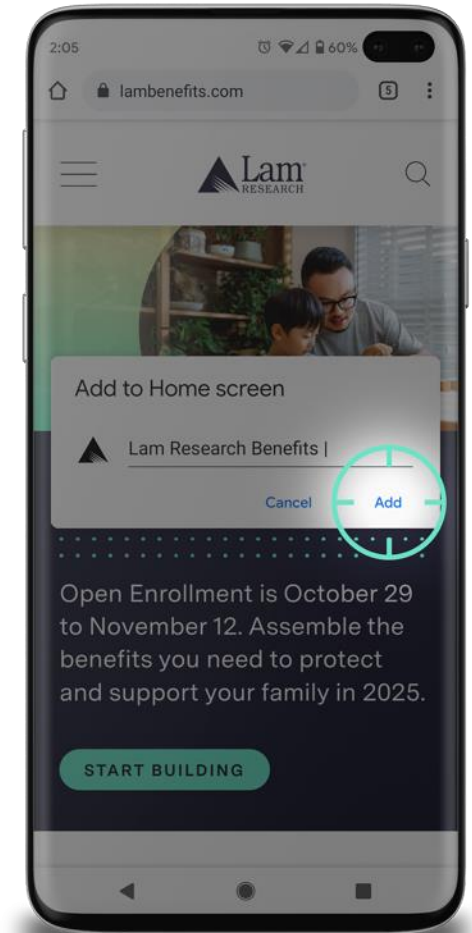 2:05 60%
lambenefits.com 5
Lam
RESEARCH
Add to Home screen
Lam Research Benefits |
Cancel Add
Open Enrollment is October 29
to November 12. Assemble the
benefits you need to protect
and support your family in 2025.
START BUILDING